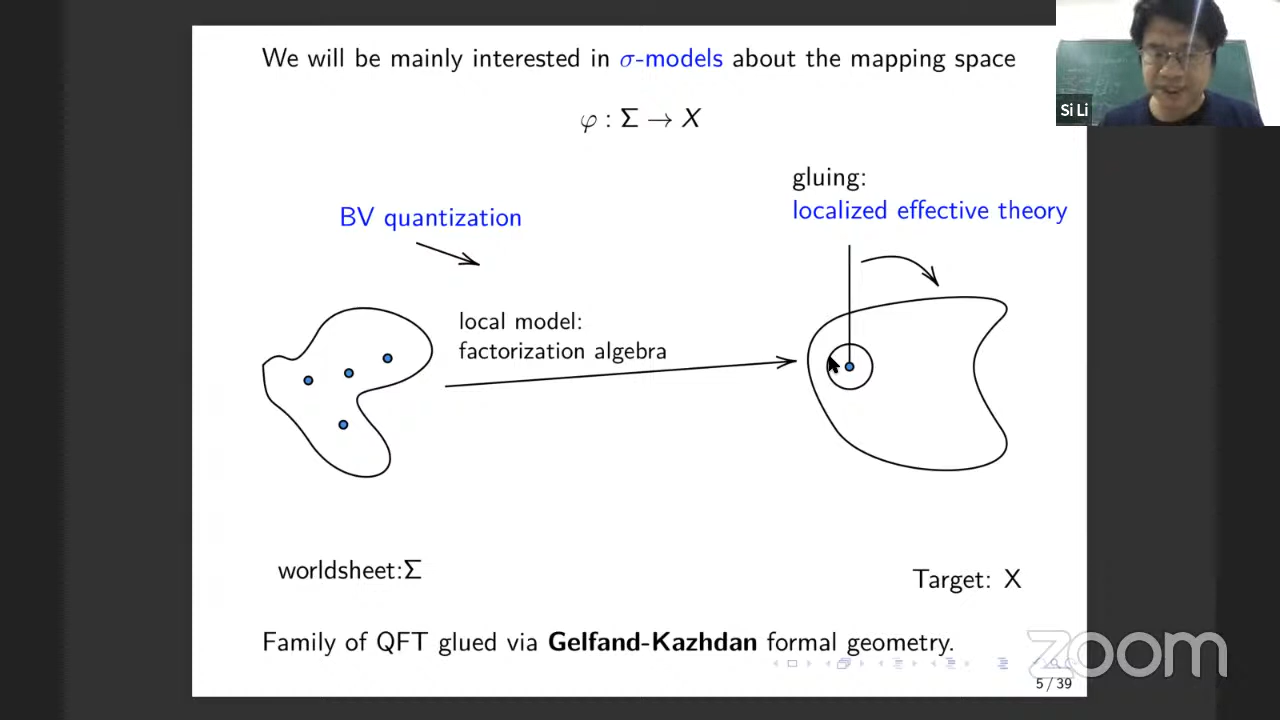 We will be mainly interested in σ-models about the mapping space
φ : Σ → X
Si Li
gluing:
localized effective theory
BV quantization
local model:
factorization algebra
worldsheet:Σ
Target: X
Family of QFT glued via Gelfand-Kazhdan formal geometry.
zoom
5 / 39